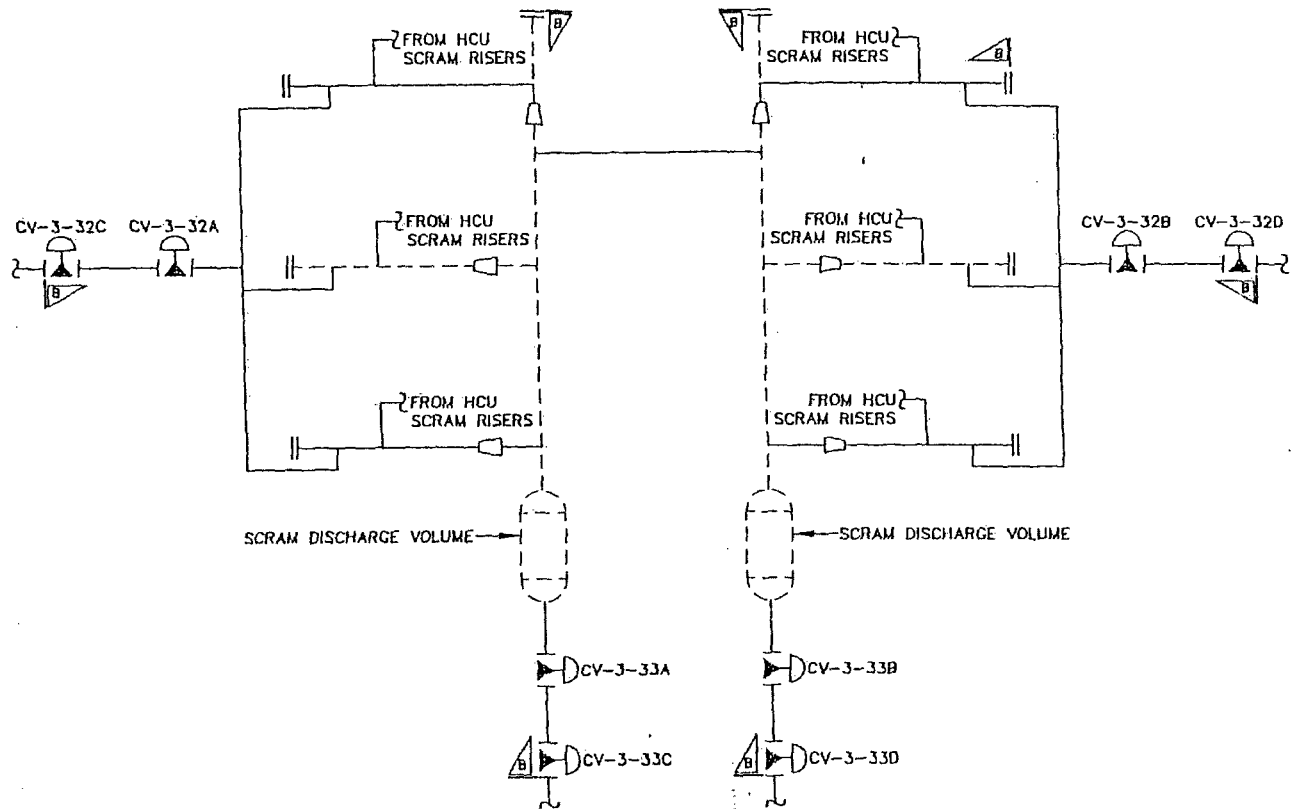 B
B
FROM HCU
SCRAM RISERS
FROM HCU
SCRAM RISERS
B
CV-3-32C
CV-3-32A
FROM HCU
SCRAM RISERS
FROM HCU
SCRAM RISERS
CV-3-32B
CV-3-32D
B
B
FROM HCU
SCRAM RISERS
FROM HCU
SCRAM RISERS
SCRAM DISCHARGE VOLUME
SCRAM DISCHARGE VOLUME
CV-3-33A
CV-3-33B
B
CV-3-33C
B
CV-3-33D